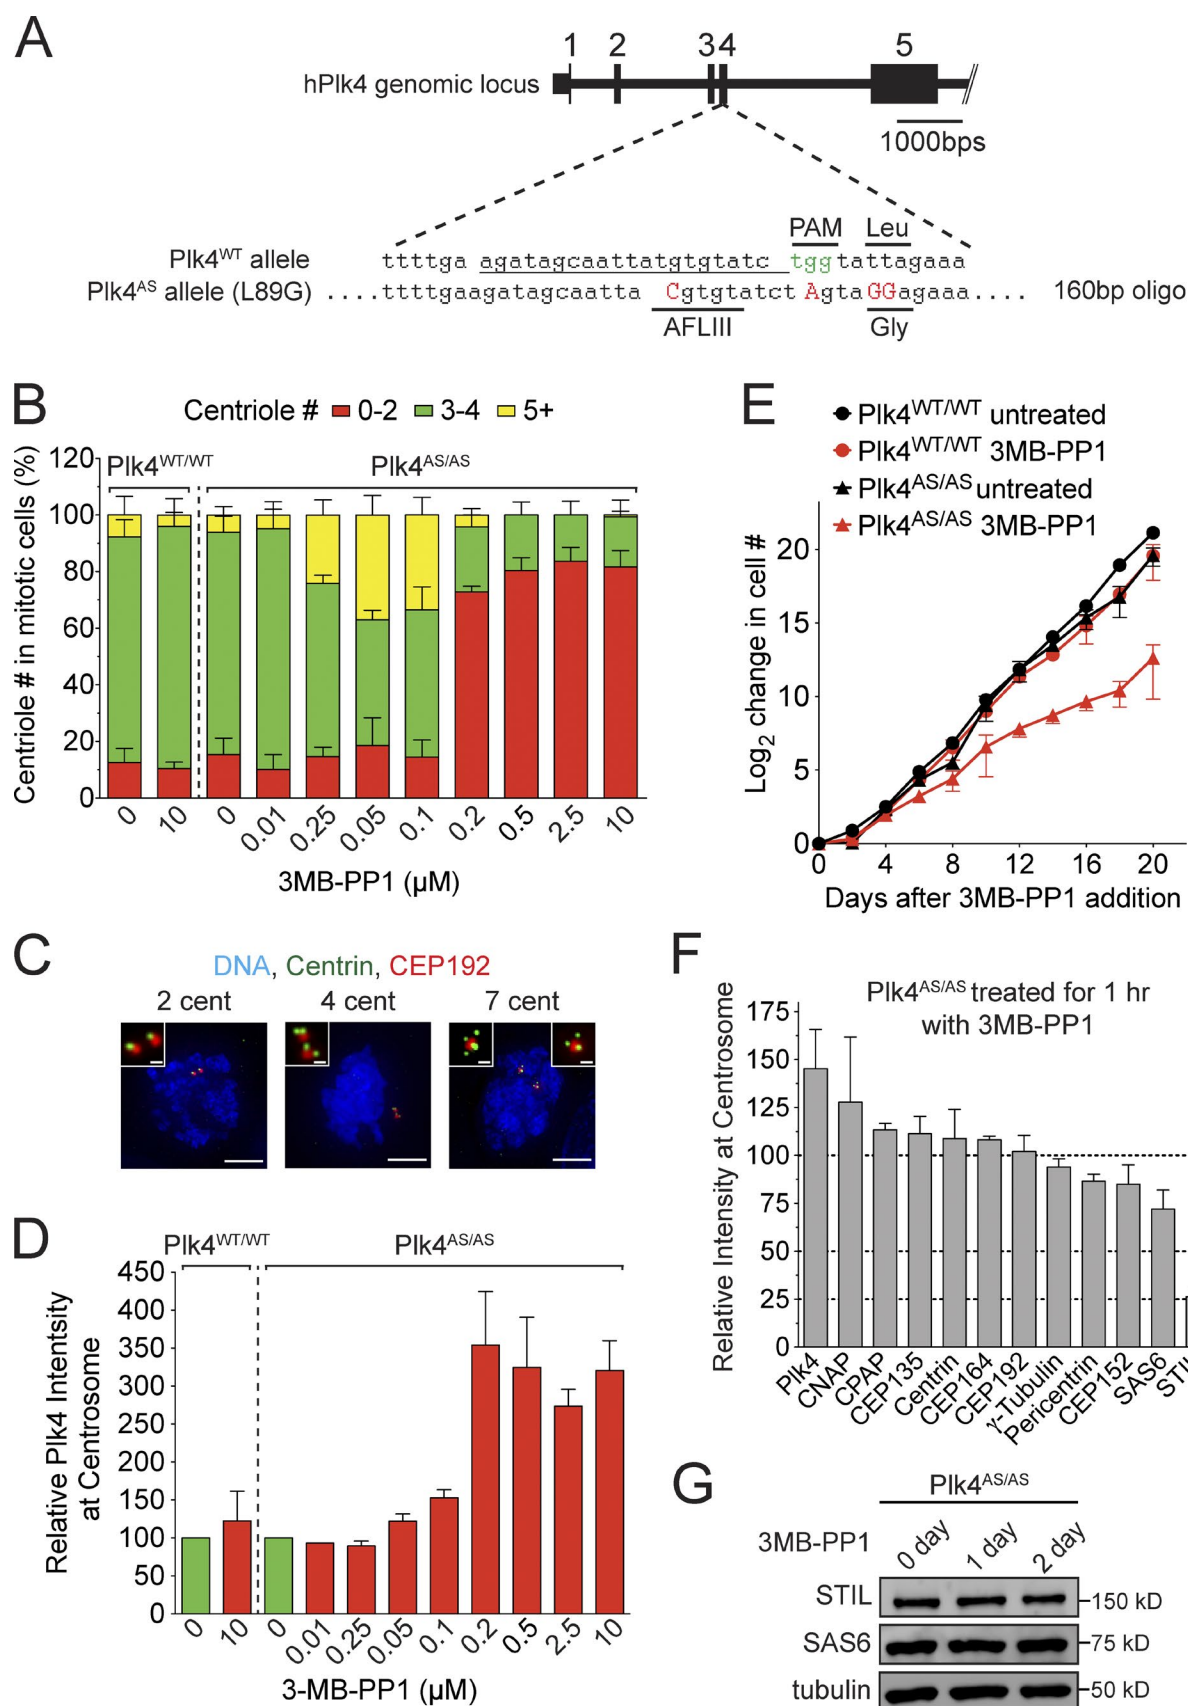 A
1 2 3 4 5
hPlk4 genomic locus
1000bps
PAM Leu
Plk4WT allele ttttga agatagcaattatgtgtatc tggtattagaaa
Plk4AS allele (L89G) ....ttttgaagatagcaatta CgtgtatctAgtaGGagaaa.... 160bp oligo
AFLIII Gly
B
Centriole # 0-2 3-4 5+
Plk4WT/WT Plk4AS/AS
Centriole # in mitotic cells (%)
120
100
80
60
40
20
0
0 10 0 0.01 0.25 0.05 0.1 0.2 0.5 2.5 10
3MB-PP1 (µM)
C
DNA, Centrin, CEP192
2 cent 4 cent 7 cent
D
Plk4WT/WT Plk4AS/AS
Relative Plk4 Intentsity
at Centrosome
450
400
350
300
250
200
150
100
50
0
0 10 0 0.01 0.25 0.05 0.1 0.2 0.5 2.5 10
3-MB-PP1 (µM)
E
Plk4WT/WT untreated
Plk4WT/WT 3MB-PP1
Plk4AS/AS untreated
Plk4AS/AS 3MB-PP1
Log2 change in cell #
20
15
10
5
0
0 4 8 12 16 20
Days after 3MB-PP1 addition
F
Plk4AS/AS treated for 1 hr
with 3MB-PP1
Relative Intensity at Centrosome
175
150
125
100
75
50
25
0
Plk4 CNAP CPAP CEP135 Centrin CEP164 CEP192 γ-Tubulin Pericentrin CEP152 SAS6
G
Plk4AS/AS
3MB-PP1 0 day 1 day 2 day
STIL 150 kD
SAS6 75 kD
tubulin 50 kD